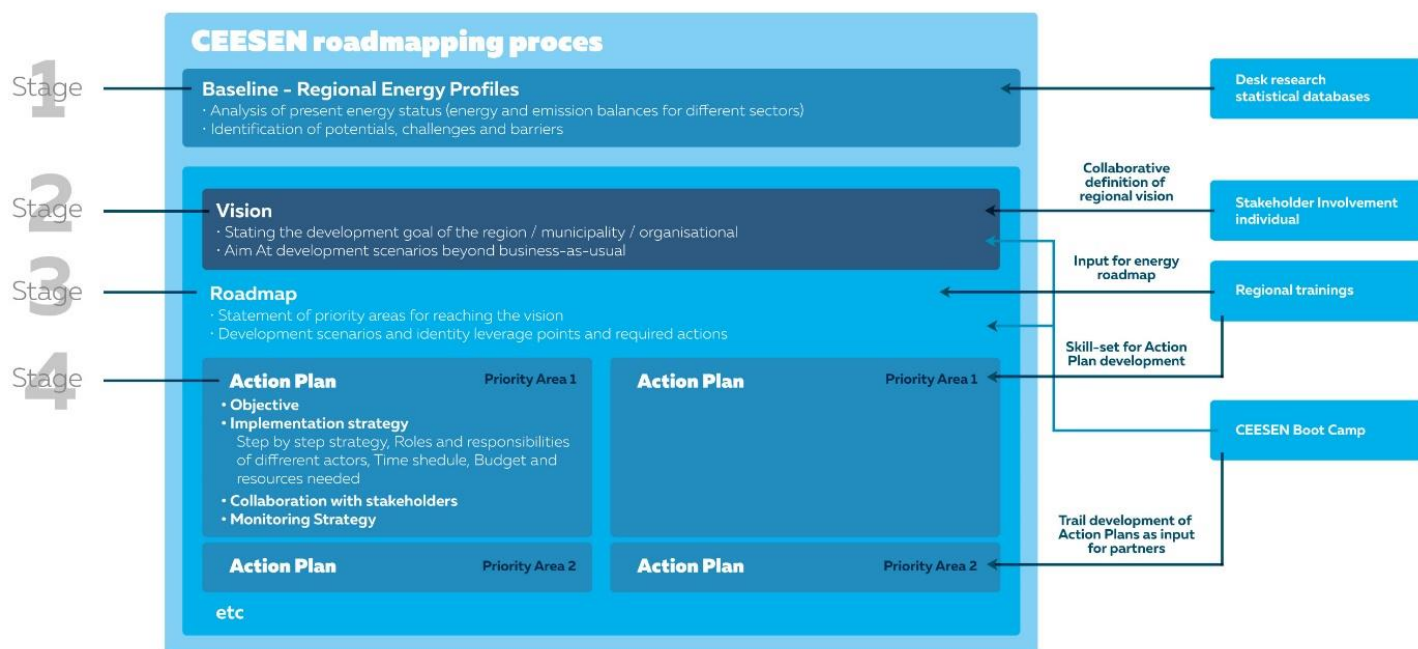 CEESEN roadmapping proces
1
Stage
Baseline - Regional Energy Profiles
· Analysis of present energy status (energy and emission balances for different sectors)
· Identification of potentials, challenges and barriers
Desk research
statistical databases
2
Stage
Vision
· Stating the development goal of the region / municipality / organisational
· Aim At development scenarios beyond business-as-usual
Collaborative
definition of
regional vision
Stakeholder Involvement
individual
3
Stage
Roadmap
· Statement of priority areas for reaching the vision
· Development scenarios and identity leverage points and required actions
Input for energy
roadmap
Regional trainings
4
Stage
Action Plan
Priority Area 1
• Objective
• Implementation strategy
Step by step strategy, Roles and responsibilities
of diffrerent actors, Time shedule, Budget and
resources needed
• Collaboration with stakeholders
• Monitoring Strategy
Action Plan
Priority Area 1
Skill-set for Action
Plan development
CEESEN Boot Camp
Action Plan
Priority Area 2
Action Plan
Priority Area 2
Trail development of
Action Plans as input
for partners
etc